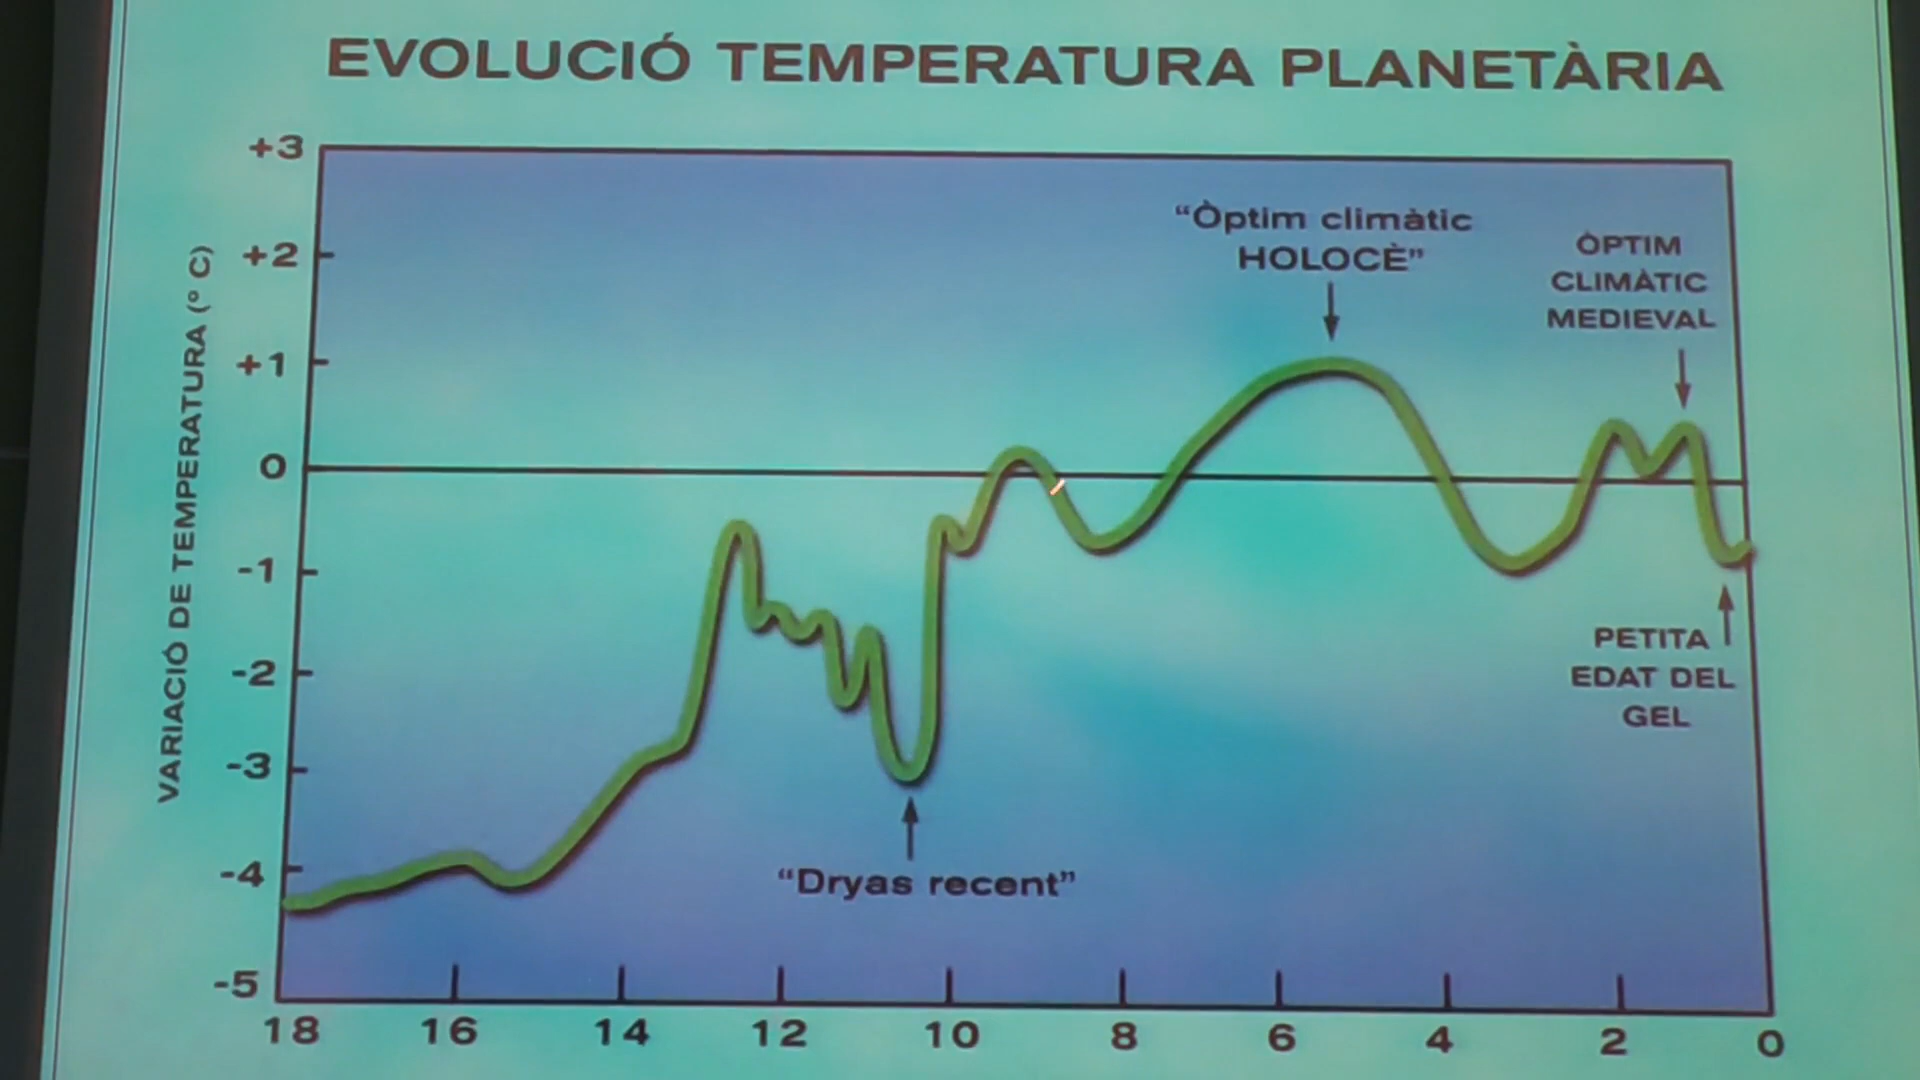 EVOLUCIÓ TEMPERATURA PLANETÀRIA
+3
+2
+1
0
-1
-2
-3
-4
-5
VARIACIÓ DE TEMPERATURA (º C)
“Òptim climàtic
HOLOCÈ”
ÒPTIM
CLIMÀTIC
MEDIEVAL
PETITA
EDAT DEL
GEL
“Dryas recent”
18 16 14 12 10 8 6 4 2 0